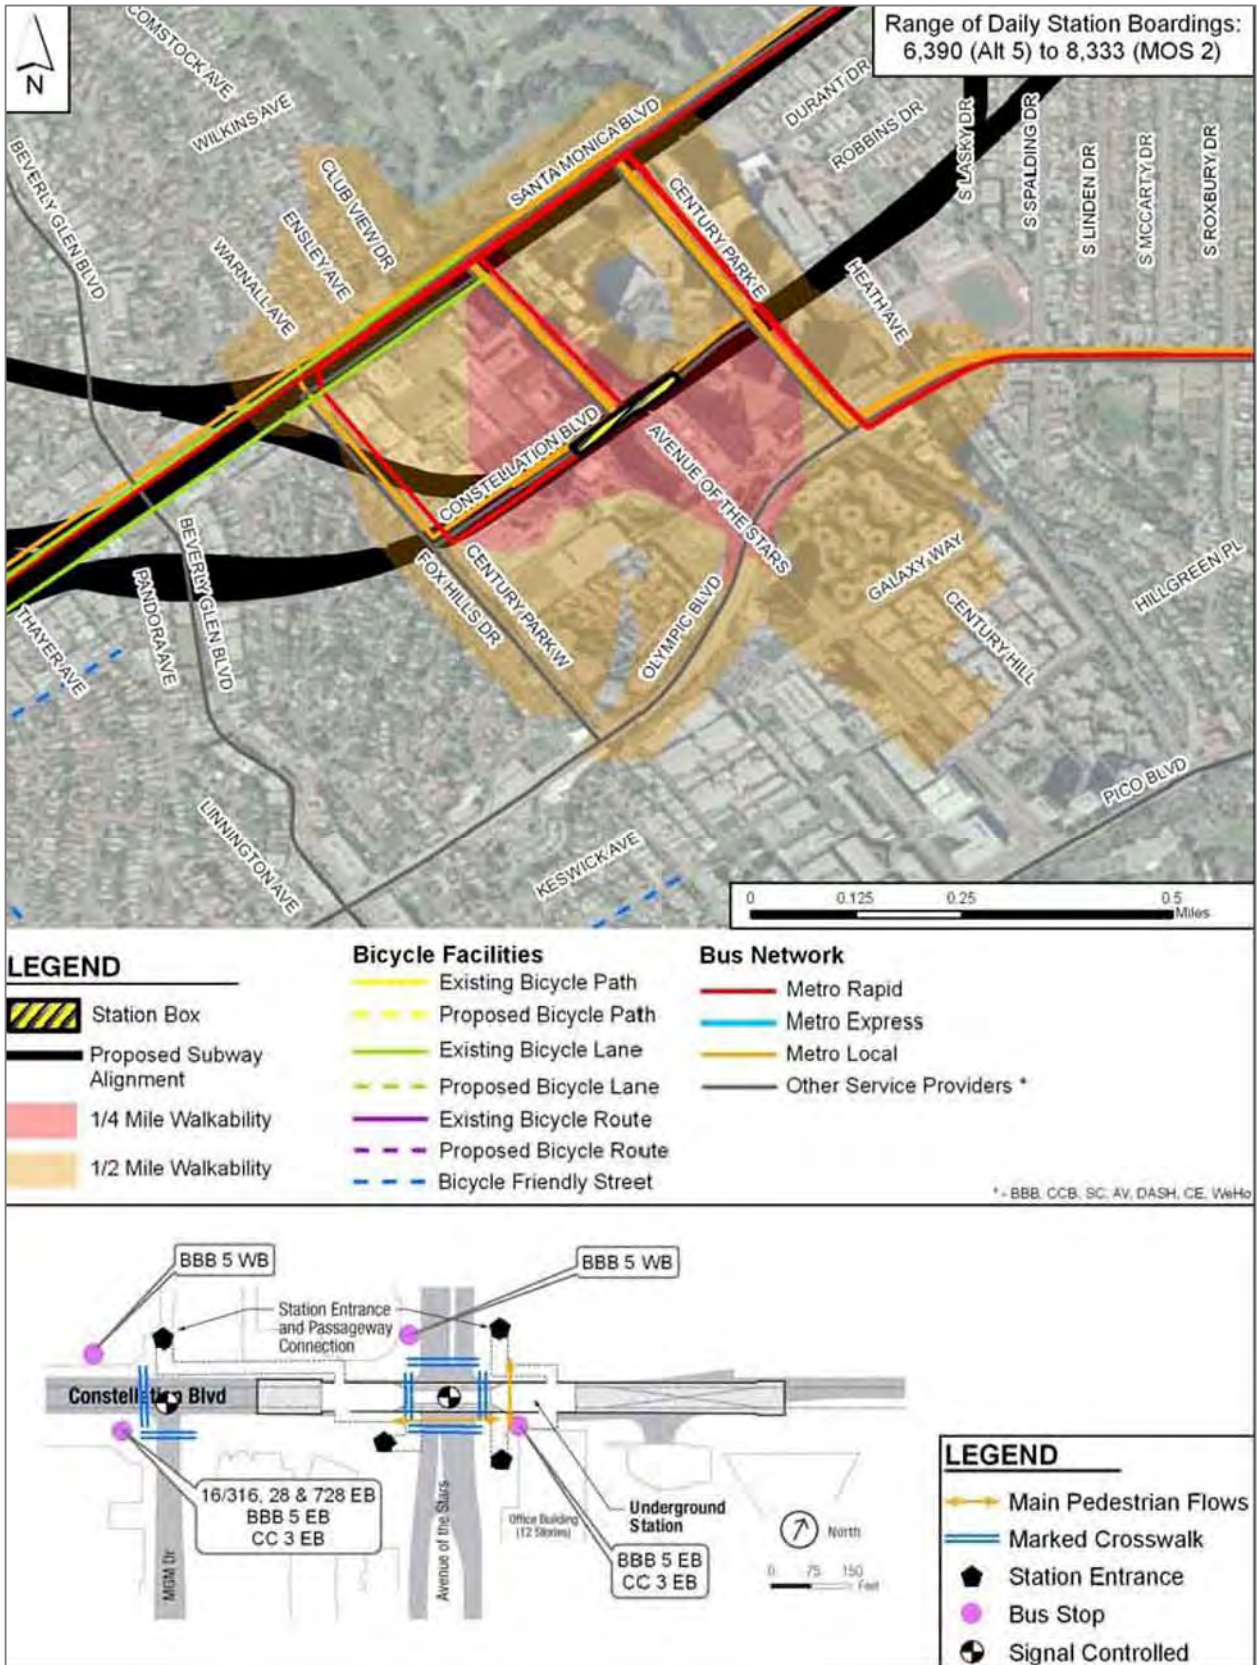 Range of Daily Station Boardings:
6,390 (Alt 5) to 8,333 (MOS 2)
N
COMSTOCK AVE
WILKINS AVE
BEVERLY GLEN BLVD
CLUB VIEW DR
ENSLEY AVE
WARNALL AVE
SANTA MONICA BLVD
DURANT DR
ROBBINS DR
S LASKY DR
S SPALDING DR
S LINDEN DR
S MCCARTY DR
S ROXBURY DR
CENTURY PARK E
HEATH AVE
CONSTELLATION BLVD
AVENUE OF THE STARS
FOX HILLS DR
CENTURY PARK W
OLYMPIC BLVD
GALAXY WAY
CENTURY HILL
HILLGREEN PL
THAYER AVE
PANDORA AVE
BEVERLY GLEN BLVD
PICO BLVD
LINNINGTON AVE
KESWICK AVE
0 0.125 0.25 0.5
Miles
LEGEND
Station Box
Proposed Subway
Alignment
1/4 Mile Walkability
1/2 Mile Walkability
Bicycle Facilities
Existing Bicycle Path
Proposed Bicycle Path
Existing Bicycle Lane
Proposed Bicycle Lane
Existing Bicycle Route
Proposed Bicycle Route
Bicycle Friendly Street
Bus Network
Metro Rapid
Metro Express
Metro Local
Other Service Providers *
* - BBB, CCB, SC, AV, DASH, CE, WeHo
BBB 5 WB
BBB 5 WB
Station Entrance
and Passageway
Connection
Constellation Blvd
16/316, 28 & 728 EB
BBB 5 EB
CC 3 EB
MGM Dr
Avenue of the Stars
Office Building
(12 Stories)
Underground
Station
BBB 5 EB
CC 3 EB
North
0 75 150
Feet
LEGEND
Main Pedestrian Flows
Marked Crosswalk
Station Entrance
Bus Stop
Signal Controlled